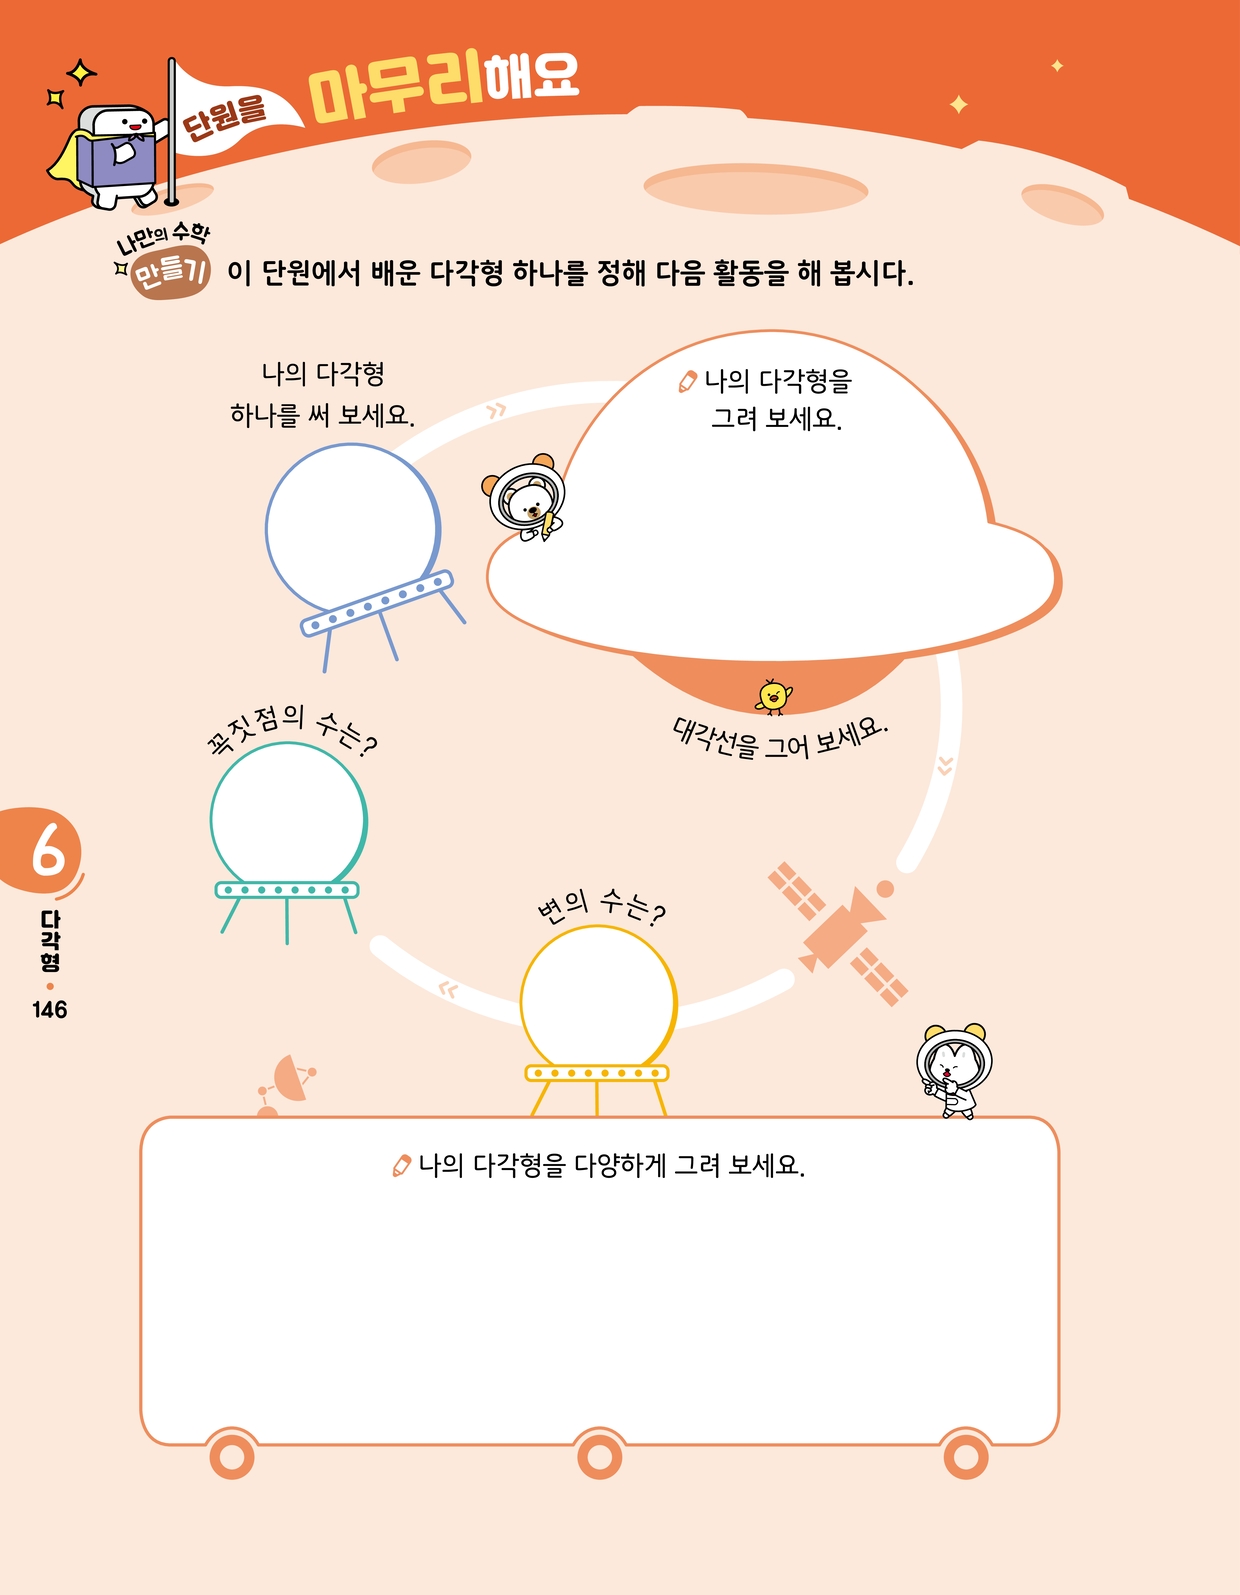 단원을 마무리해요
나만의 수학
만들기
이 단원에서 배운 다각형 하나를 정해 다음 활동을 해 봅시다.
나의 다각형
하나를 써 보세요.
나의 다각형을
그려 보세요.
대각선을 그어 보세요.
꼭짓점의 수는?
변의 수는?
6
다각형
146
나의 다각형을 다양하게 그려 보세요.